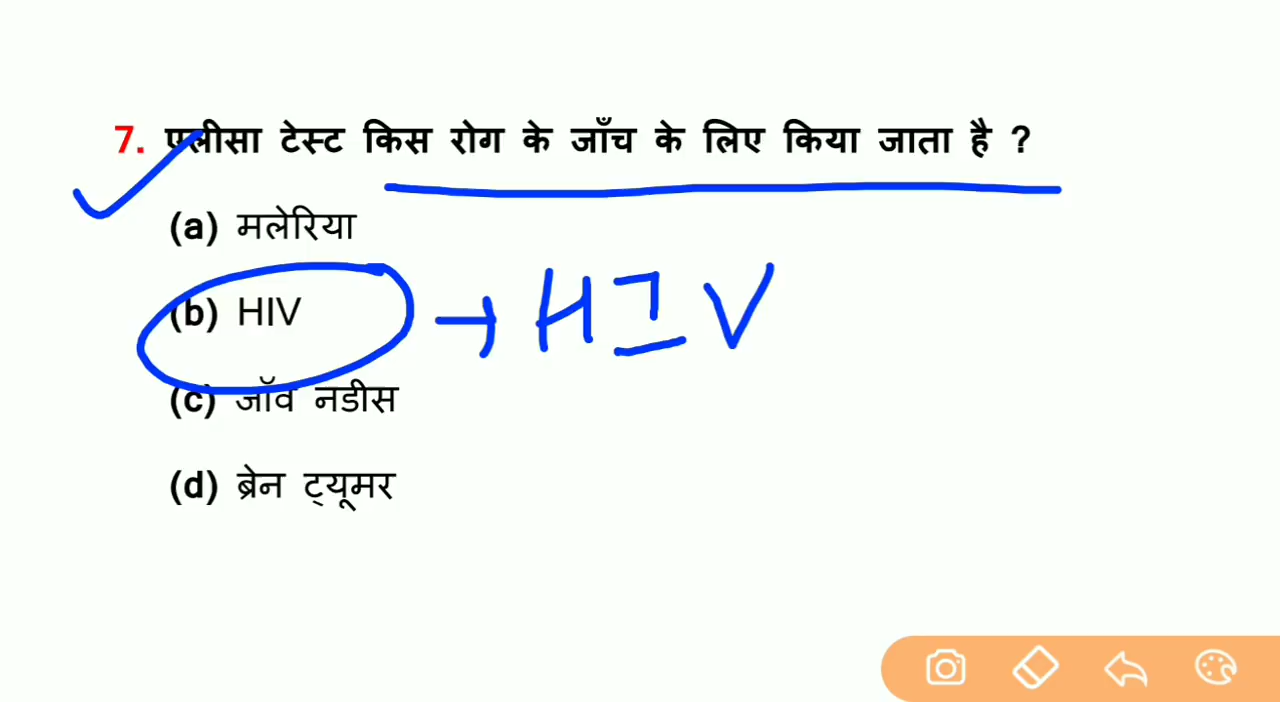 7. एलीसा टेस्ट किस रोग के जाँच के लिए किया जाता है ?
(a) मलेरिया
(b) HIV → HIV
(c) जॉव नडीस
(d) ब्रेन ट्यूमर